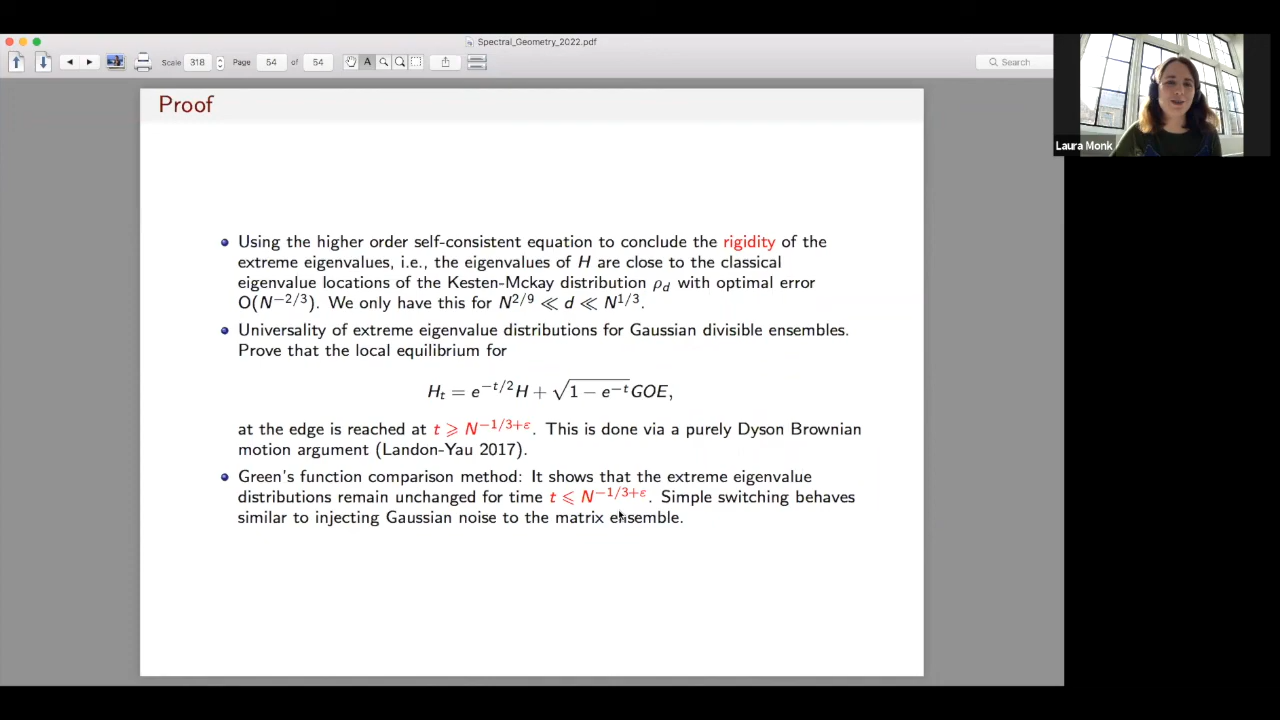 Spectral_Geometry_2022.pdf
Scale 318 Page 54 of 54 A Search
Proof
Laura Monk
Using the higher order self-consistent equation to conclude the rigidity of the
extreme eigenvalues, i.e., the eigenvalues of H are close to the classical
eigenvalue locations of the Kesten-Mckay distribution ρ_d with optimal error
O(N^{−2/3}). We only have this for N^{2/9} ≪ d ≪ N^{1/3}.
Universality of extreme eigenvalue distributions for Gaussian divisible ensembles.
Prove that the local equilibrium for
H_t = e^{−t/2}H + √(1 − e^{−t})GOE,
at the edge is reached at t ⩾ N^{−1/3+ε}. This is done via a purely Dyson Brownian
motion argument (Landon-Yau 2017).
Green's function comparison method: It shows that the extreme eigenvalue
distributions remain unchanged for time t ⩽ N^{−1/3+ε}. Simple switching behaves
similar to injecting Gaussian noise to the matrix ensemble.